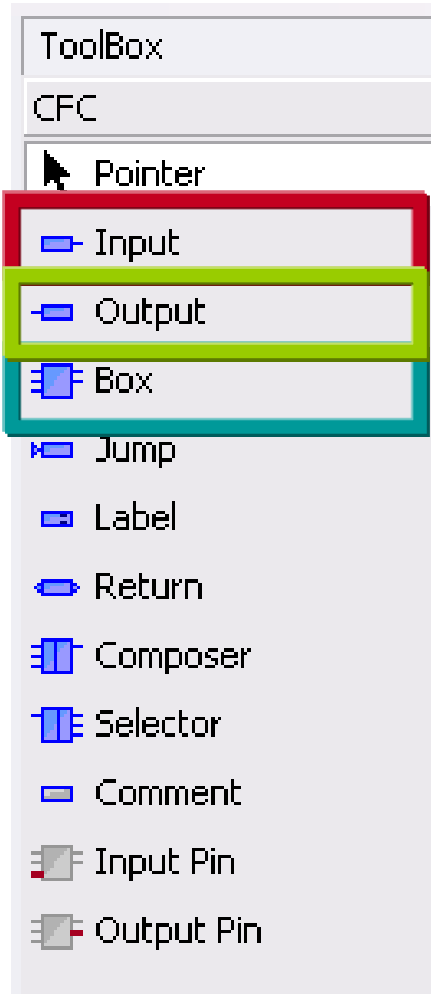 ToolBox
CFC
Pointer
Input
Output
Box
Jump
Label
Return
Composer
Selector
Comment
Input Pin
Output Pin